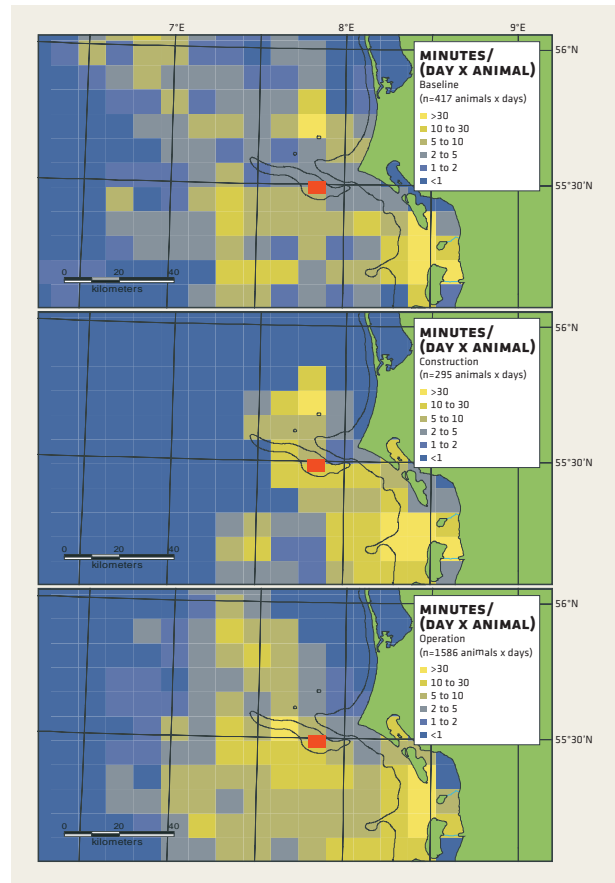 7°E 8°E 9°E
MINUTES/
(DAY X ANIMAL)
Baseline
(n=417 animals x days)
>30
10 to 30
5 to 10
2 to 5
1 to 2
<1
56°N
55°30'N
0 20 40
kilometers
MINUTES/
(DAY X ANIMAL)
Construction
(n=295 animals x days)
>30
10 to 30
5 to 10
2 to 5
1 to 2
<1
56°N
55°30'N
0 20 40
kilometers
MINUTES/
(DAY X ANIMAL)
Operation
(n=1586 animals x days)
>30
10 to 30
5 to 10
2 to 5
1 to 2
<1
56°N
55°30'N
0 20 40
kilometers